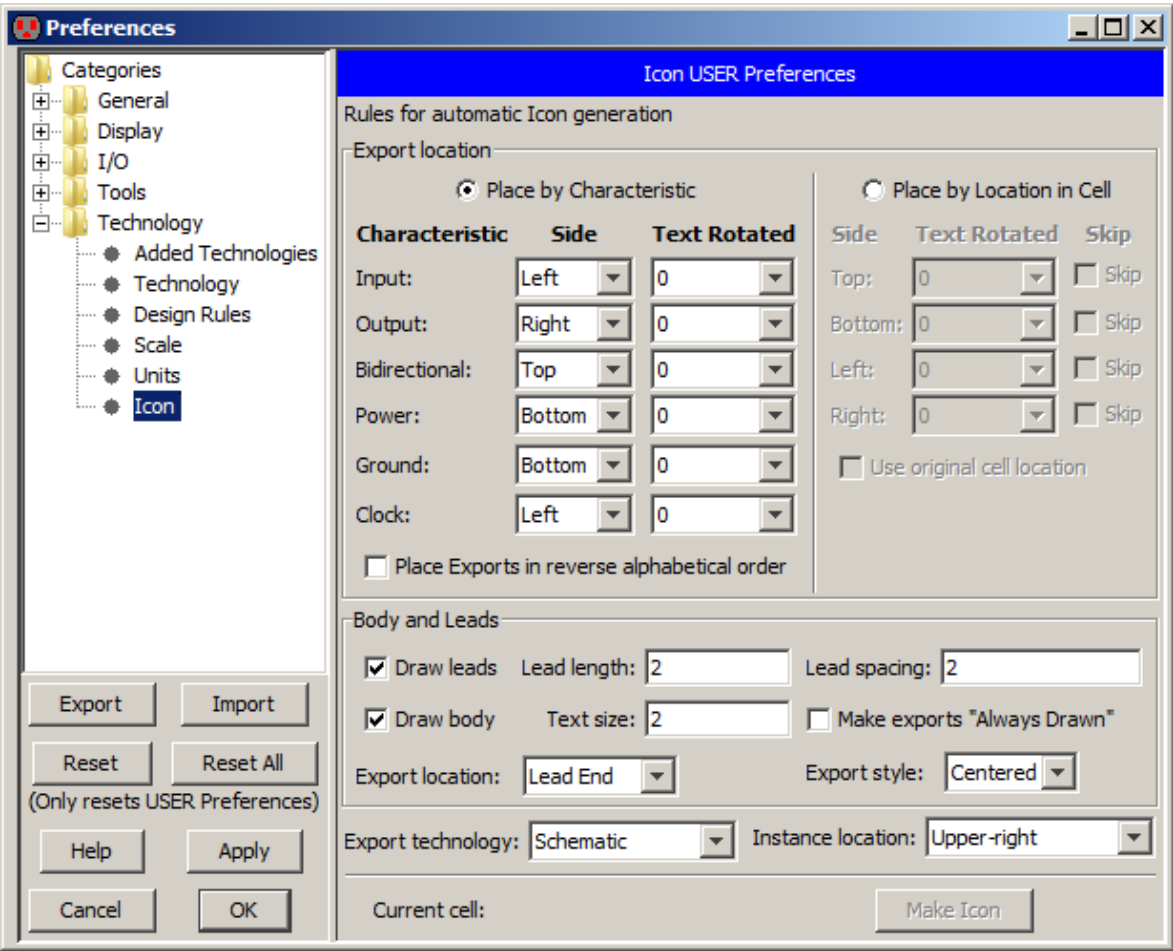 Preferences
Categories
General
Display
I/O
Tools
Technology
Added Technologies
Technology
Design Rules
Scale
Units
Icon
Export Import
Reset Reset All
(Only resets USER Preferences)
Help Apply
Cancel OK
Icon USER Preferences
Rules for automatic Icon generation
Export location
Place by Characteristic
Characteristic Side Text Rotated
Input: Left 0
Output: Right 0
Bidirectional: Top 0
Power: Bottom 0
Ground: Bottom 0
Clock: Left 0
Place Exports in reverse alphabetical order
Place by Location in Cell
Side Text Rotated Skip
Top: 0 Skip
Bottom: 0 Skip
Left: 0 Skip
Right: 0 Skip
Use original cell location
Body and Leads
Draw leads Lead length: 2 Lead spacing: 2
Draw body Text size: 2 Make exports "Always Drawn"
Export location: Lead End Export style: Centered
Export technology: Schematic Instance location: Upper-right
Current cell: Make Icon